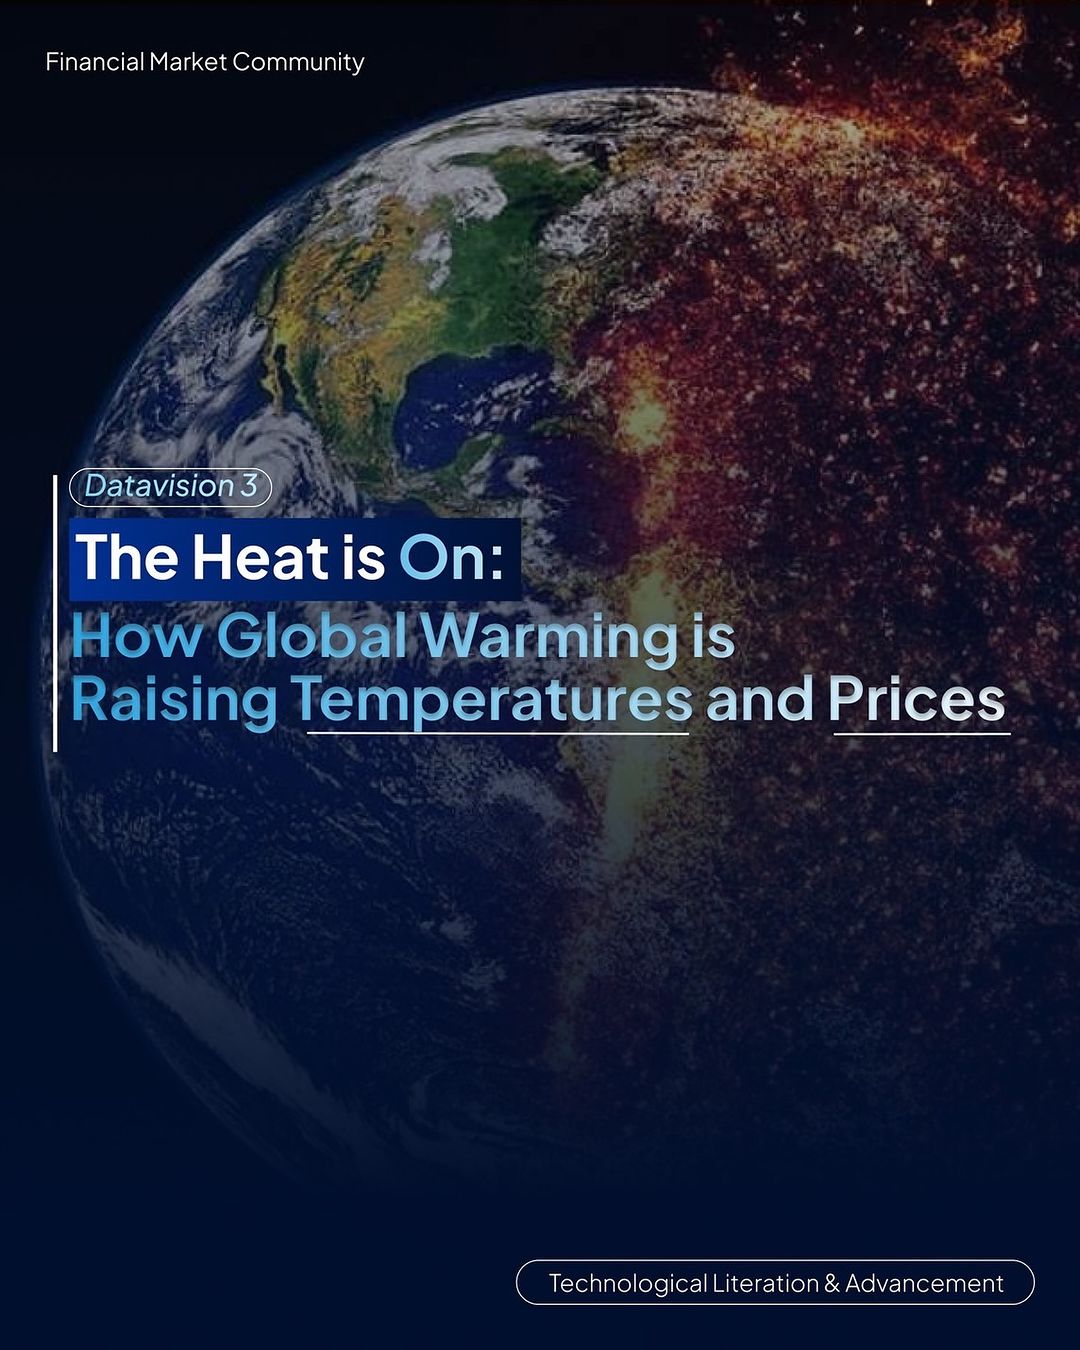 Financial Market Community
Datavision 3
The Heat is On:
How Global Warming is
Raising Temperatures and Prices
Technological Literation & Advancement